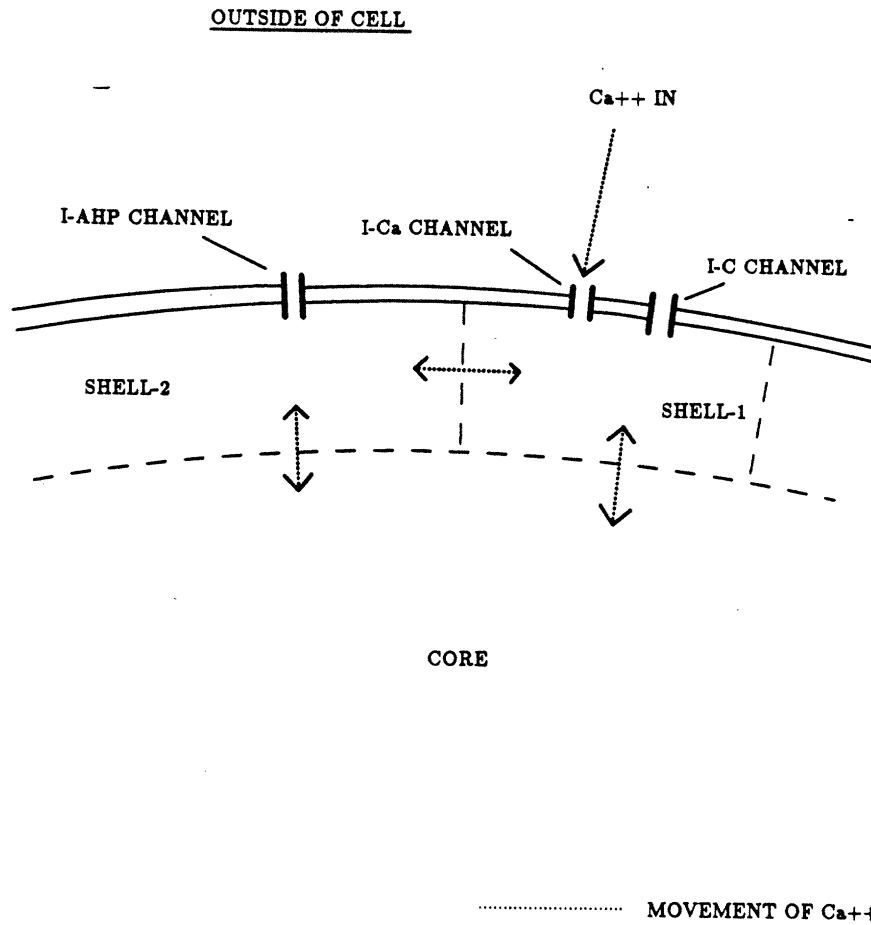 OUTSIDE OF CELL
Ca++ IN
I-AHP CHANNEL
I-Ca CHANNEL
I-C CHANNEL
SHELL-2
SHELL-1
CORE
MOVEMENT OF Ca++